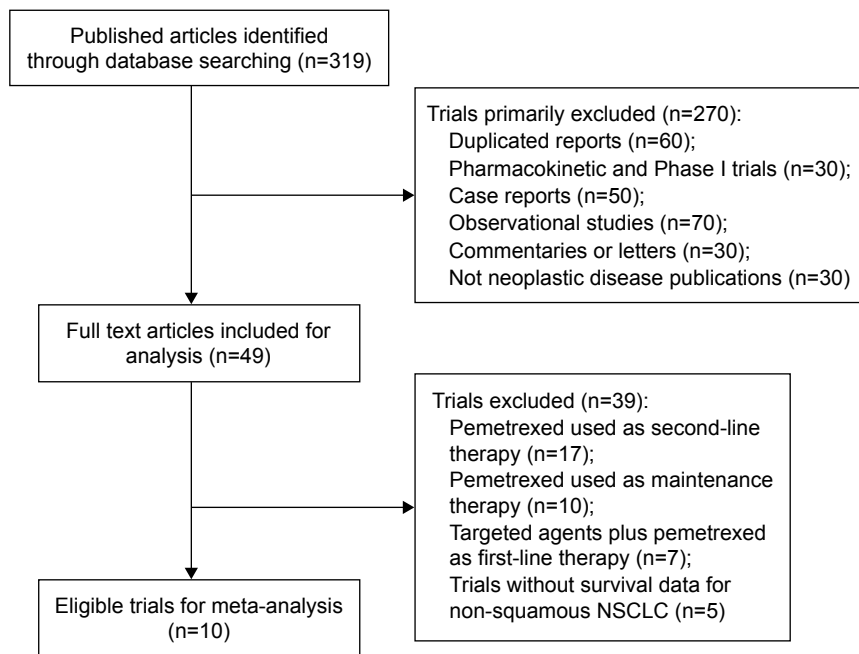 Published articles identified
through database searching (n=319)
Trials primarily excluded (n=270):
Duplicated reports (n=60);
Pharmacokinetic and Phase I trials (n=30);
Case reports (n=50);
Observational studies (n=70);
Commentaries or letters (n=30);
Not neoplastic disease publications (n=30)
Full text articles included for
analysis (n=49)
Trials excluded (n=39):
Pemetrexed used as second-line
therapy (n=17);
Pemetrexed used as maintenance
therapy (n=10);
Targeted agents plus pemetrexed
as first-line therapy (n=7);
Trials without survival data for
non-squamous NSCLC (n=5)
Eligible trials for meta-analysis
(n=10)